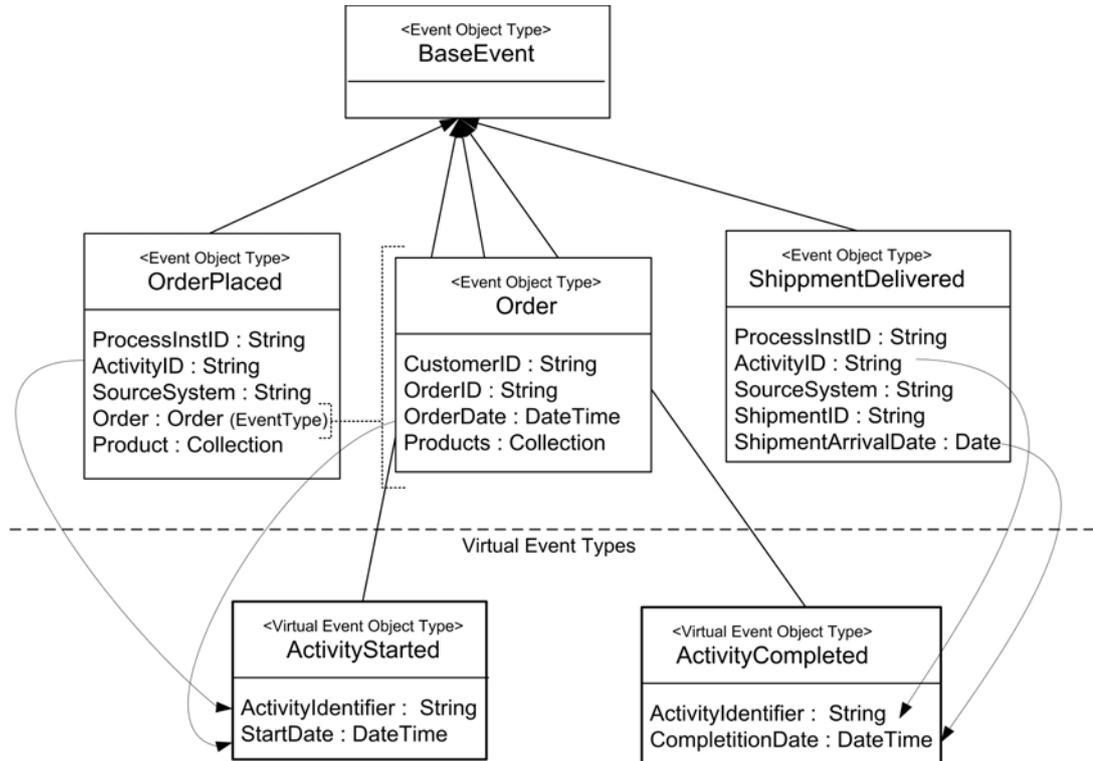 <Event Object Type>
BaseEvent
<Event Object Type>
OrderPlaced
ProcessInstID : String
ActivityID : String
SourceSystem : String
Order : Order (EventType)
Product : Collection
<Event Object Type>
Order
CustomerID : String
OrderID : String
OrderDate : DateTime
Products : Collection
<Event Object Type>
ShippmentDelivered
ProcessInstID : String
ActivityID : String
SourceSystem : String
ShipmentID : String
ShipmentArrivalDate : Date
Virtual Event Types
<Virtual Event Object Type>
ActivityStarted
ActivityIdentifier :  String
StartDate : DateTime
<Virtual Event Object Type>
ActivityCompleted
ActivityIdentifier :  String
CompletitionDate : DateTime